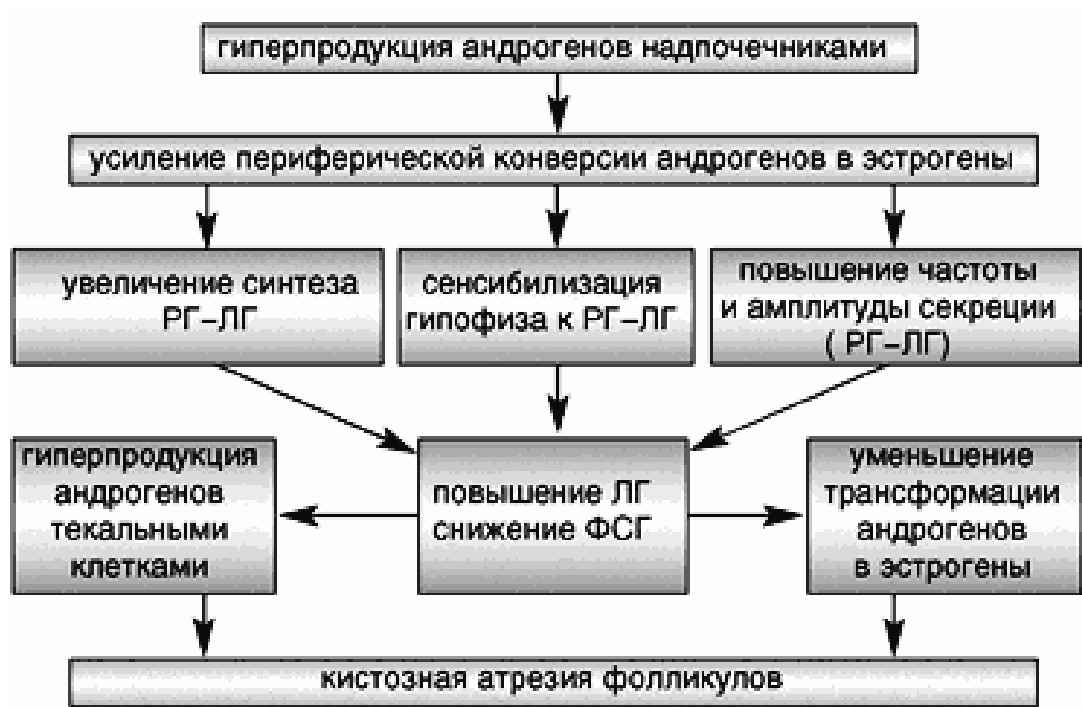 гиперпродукция андрогенов надпочечниками
усиление периферической конверсии андрогенов в эстрогены
увеличение синтеза
РГ–ЛГ
сенсибилизация
гипофиза к РГ–ЛГ
повышение частоты
и амплитуды секреции
( РГ–ЛГ)
гиперпродукция
андрогенов
текальными
клетками
повышение ЛГ
снижение ФСГ
уменьшение
трансформации
андрогенов
в эстрогены
кистозная атрезия фолликулов